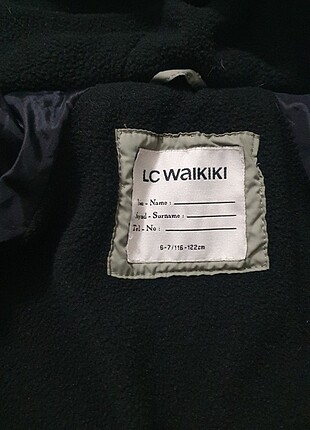 LC WAIKIKI
- Name :
- Surname :
Tel - No :
6-7/116-122cm